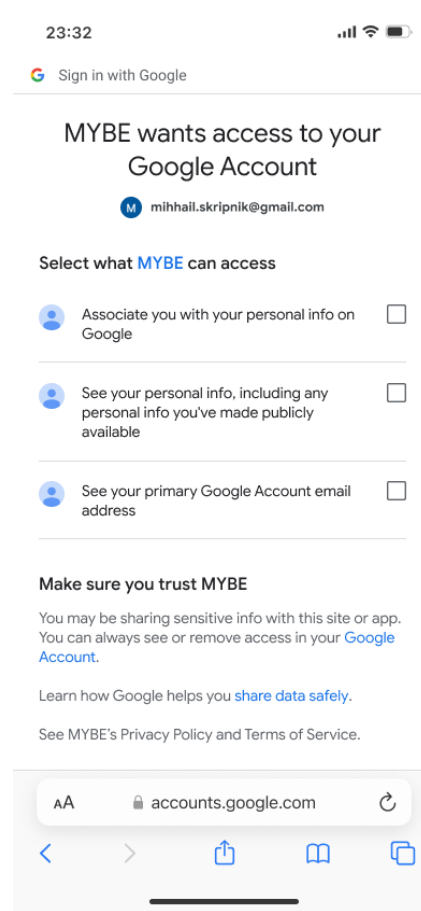 23:32
Sign in with Google
MYBE wants access to your
Google Account
M mihhail.skripnik@gmail.com
Select what MYBE can access
Associate you with your personal info on
Google
See your personal info, including any
personal info you've made publicly
available
See your primary Google Account email
address
Make sure you trust MYBE
You may be sharing sensitive info with this site or app.
You can always see or remove access in your Google
Account.
Learn how Google helps you share data safely.
See MYBE's Privacy Policy and Terms of Service.
AA accounts.google.com